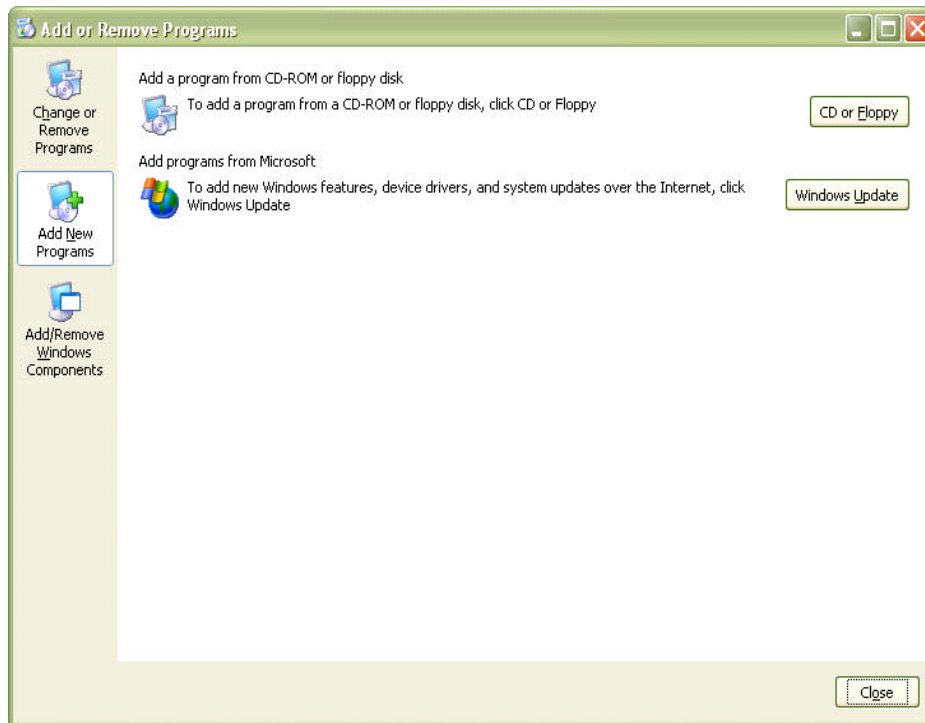 Add or Remove Programs
Change or
Remove
Programs
Add New
Programs
Add/Remove
Windows
Components
Add a program from CD-ROM or floppy disk
To add a program from a CD-ROM or floppy disk, click CD or Floppy
CD or Floppy
Add programs from Microsoft
To add new Windows features, device drivers, and system updates over the Internet, click
Windows Update
Windows Update
Close